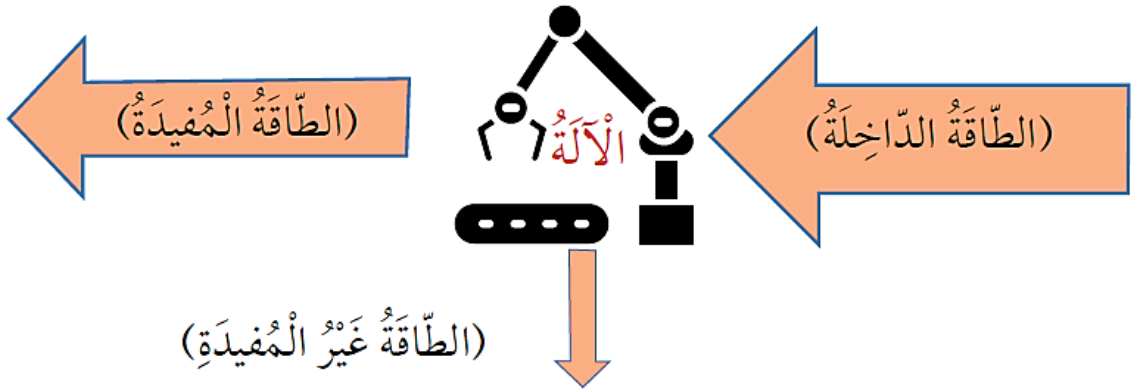 (الطّاقَةُ الدّاخِلَةُ)
الْآلَةُ
(الطّاقَةُ الْمُفيدَةُ)
(الطّاقَةُ غَيْرُ الْمُفيدَةِ)